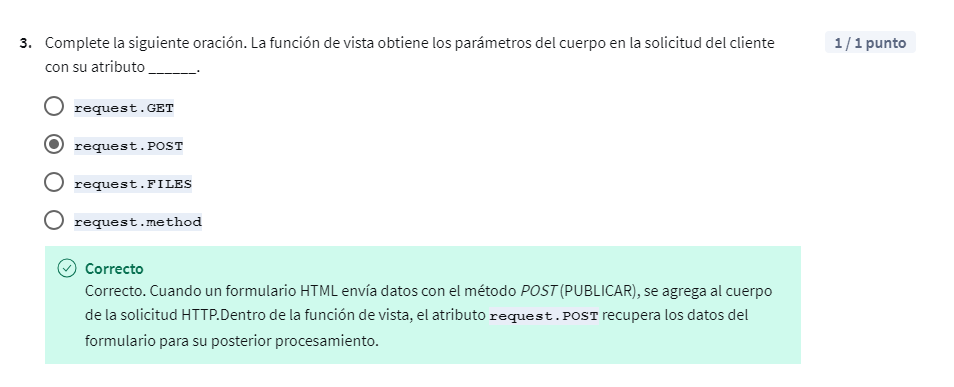 3. Complete la siguiente oración. La función de vista obtiene los parámetros del cuerpo en la solicitud del cliente
con su atributo ______.
1 / 1 punto
request.GET
request.POST
request.FILES
request.method
Correcto
Correcto. Cuando un formulario HTML envía datos con el método POST (PUBLICAR), se agrega al cuerpo
de la solicitud HTTP.Dentro de la función de vista, el atributo request.POST recupera los datos del
formulario para su posterior procesamiento.